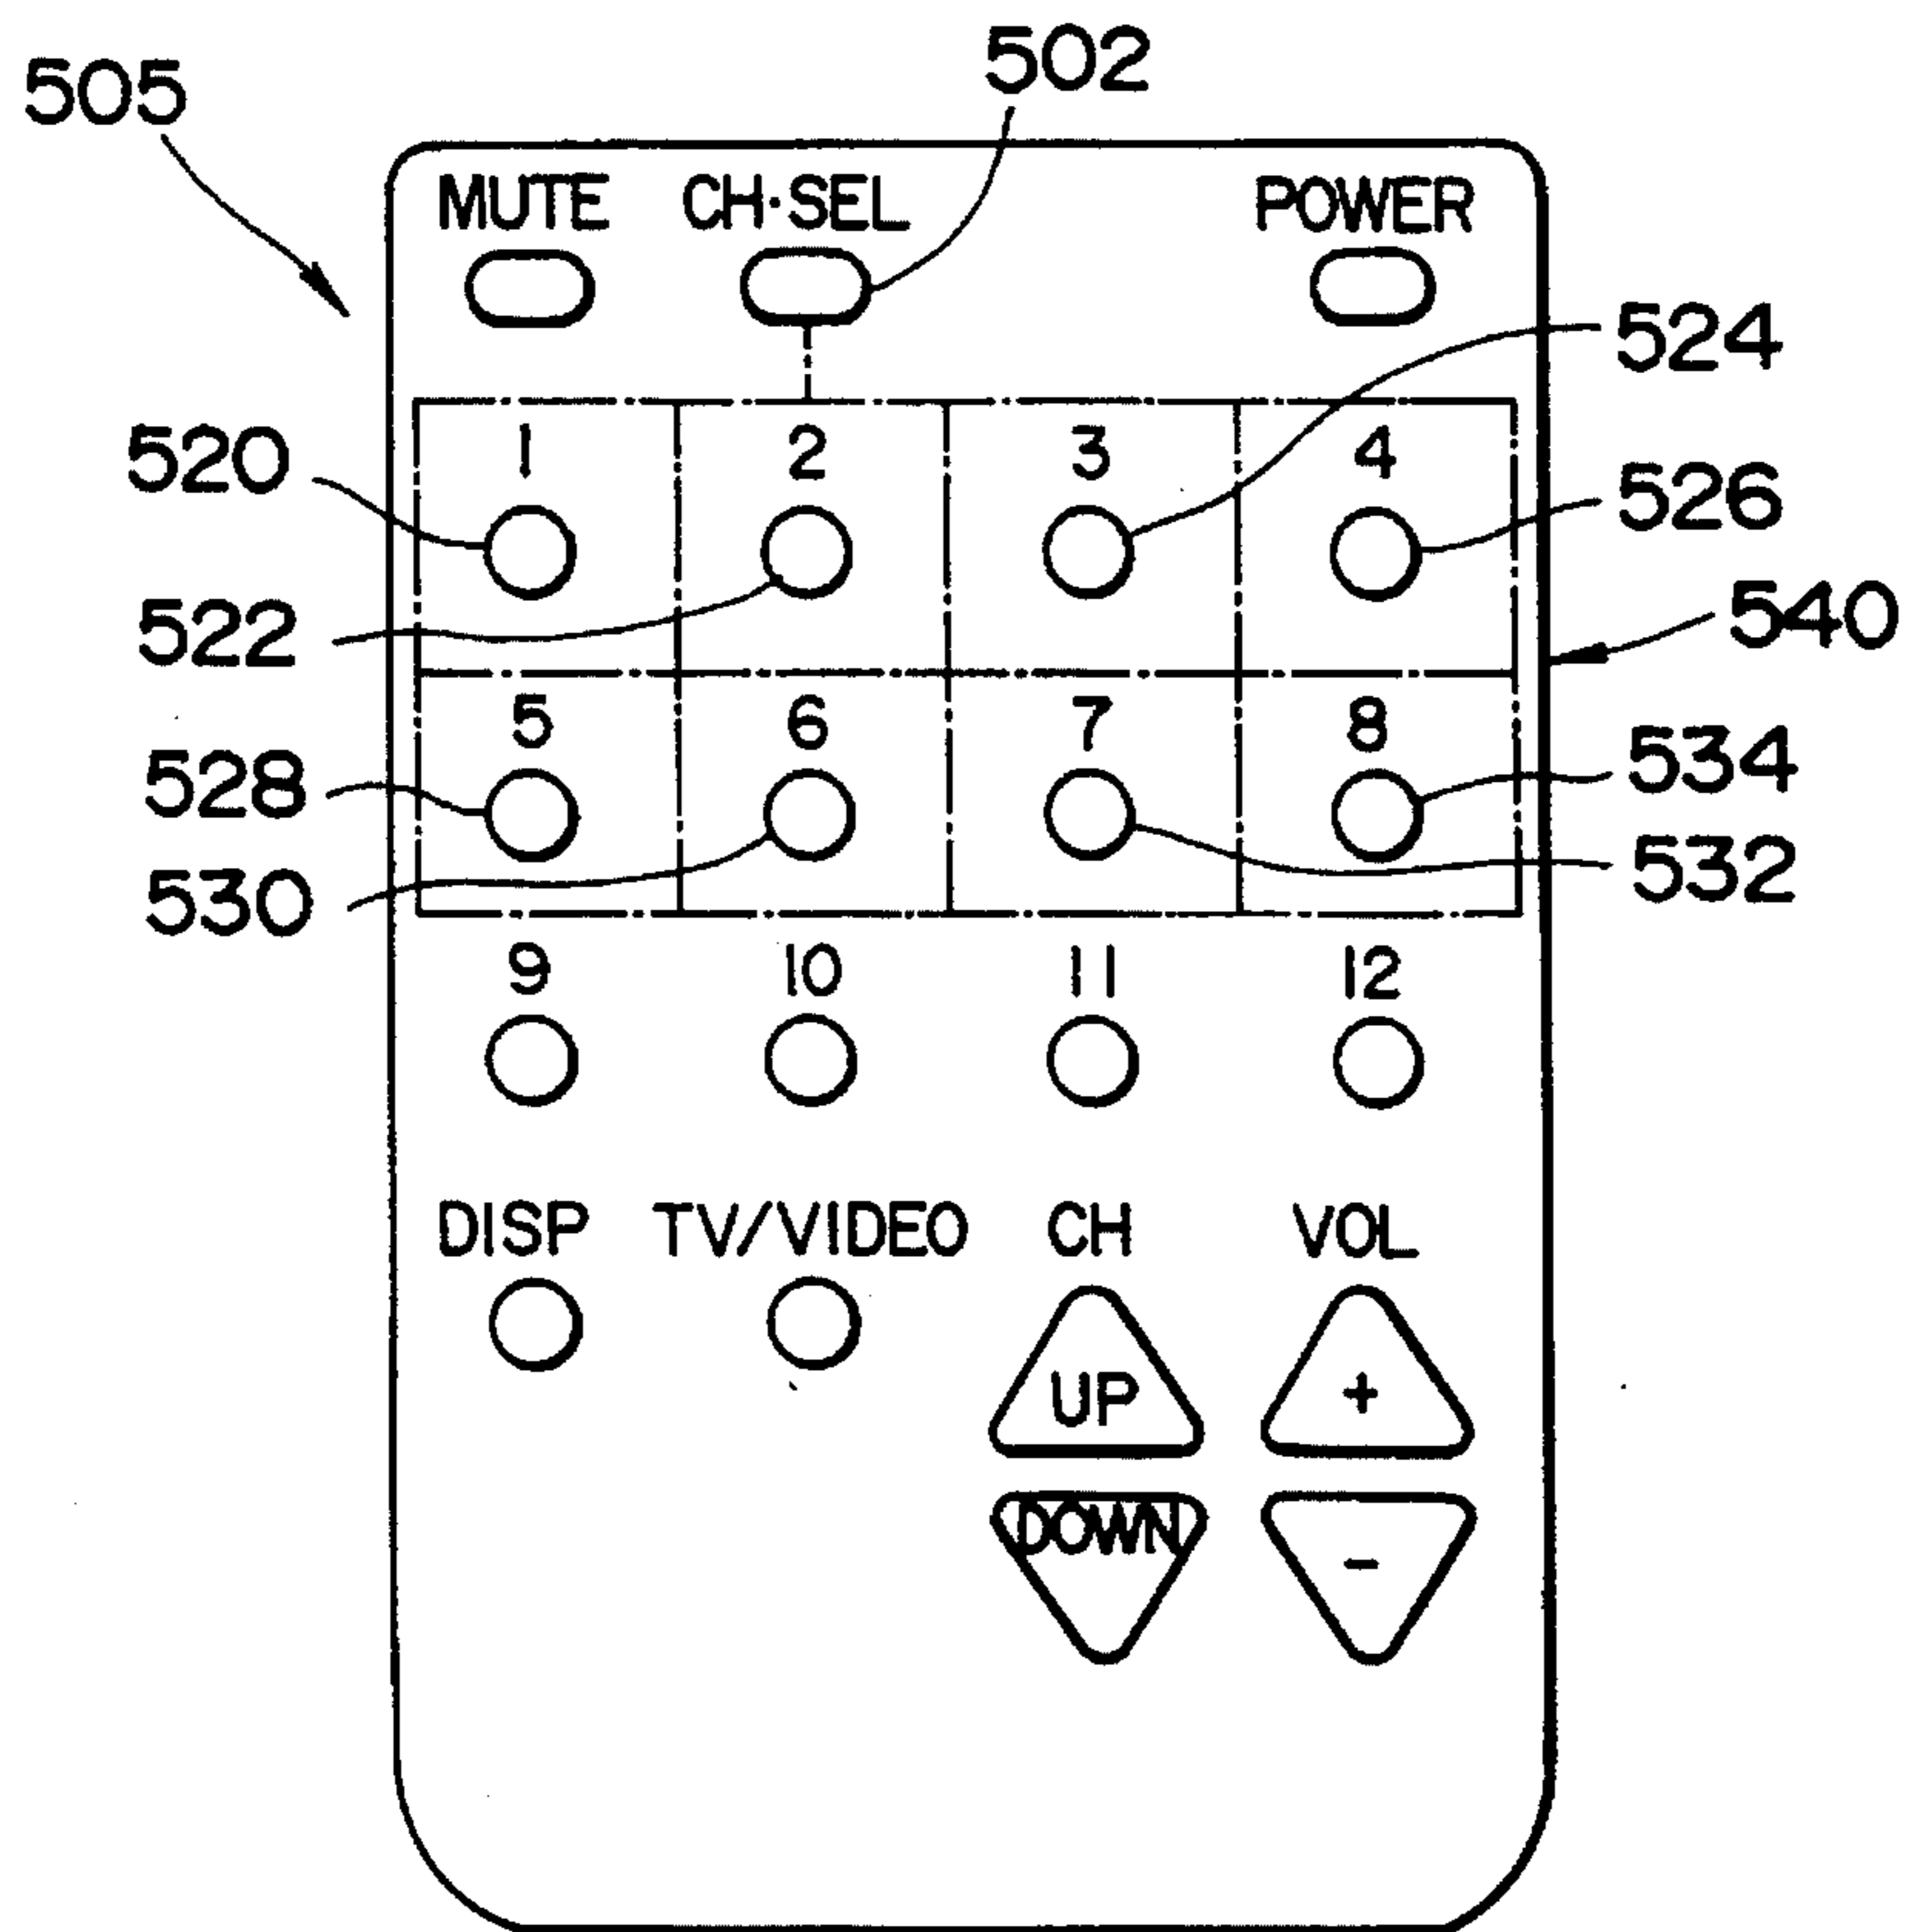 502
505
MUTE CH·SEL POWER
524
1 2 3 4
520
526
522
540
5 6 7 8
528
534
530
532
9 10 11 12
DISP TV/VIDEO CH VOL
UP +
DOWN -